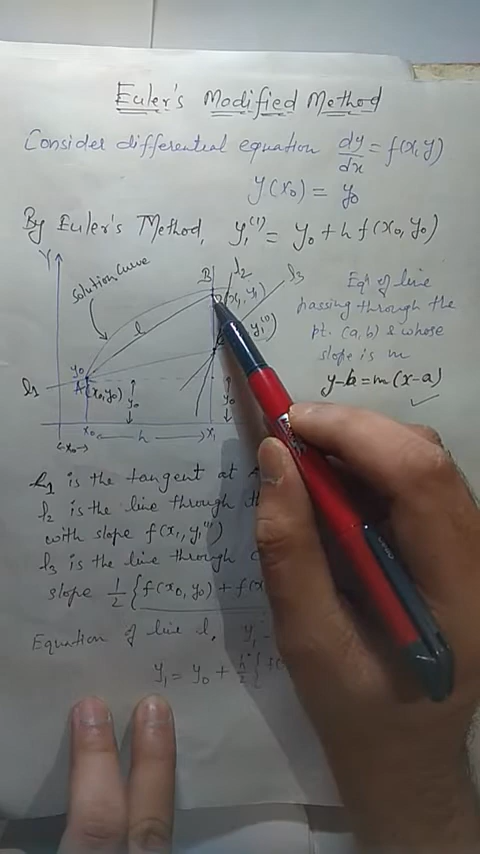 Euler's Modified Method
Consider differential equation dy/dx = f(x,y)
y(x₀) = y₀
By Euler's Method, y₁⁽¹⁾ = y₀ + h f(x₀, y₀)
Y
Solution Curve
B
l₂
l₃
(x₁, y₁)
l
y₁⁽¹⁾)
y₀
l₁
A(x₀,y₀)
y₀
y₀
x₀
h
x₁
x₀
Eqⁿ of line
passing through the
pt. (a,b) & whose
slope is m
y-b=m(x-a)
l₁ is the tangent at
l₂ is the line through
with slope f(x₁, y₁⁽¹⁾)
l₃ is the line through
slope 1/2 {f(x₀, y₀) + f(x
Equation of line l, y₁ -
y₁ = y₀ + h/2 {f(